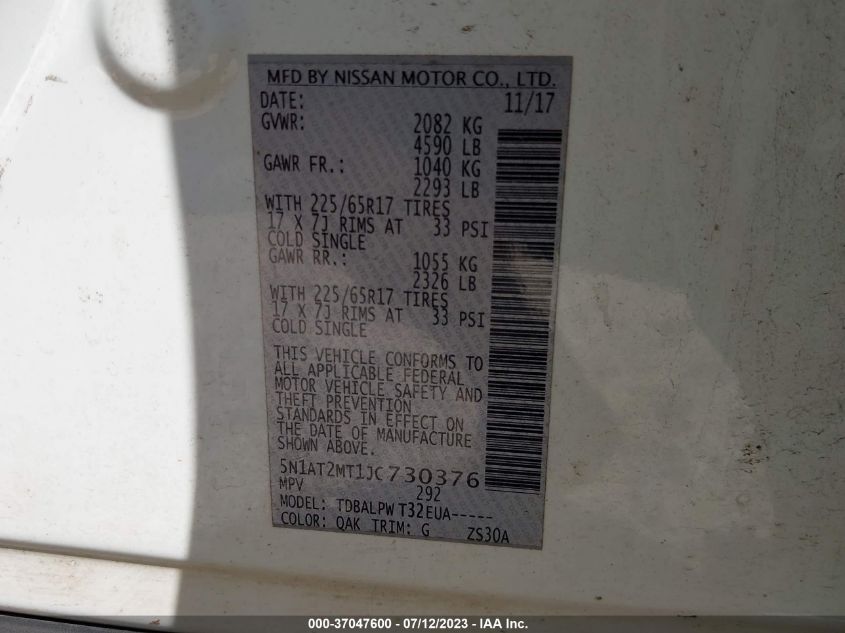 MFD BY NISSAN MOTOR CO., LTD.
DATE: 11/17
GVWR: 2082 KG
4590 LB
GAWR FR.: 1040 KG
2293 LB
WITH 225/65R17 TIRES
17 X 7J RIMS AT 33 PSI
COLD SINGLE
GAWR RR.: 1055 KG
2326 LB
WITH 225/65R17 TIRES
17 X 7J RIMS AT 33 PSI
COLD SINGLE
THIS VEHICLE CONFORMS TO
ALL APPLICABLE FEDERAL
MOTOR VEHICLE SAFETY AND
THEFT PREVENTION
STANDARDS IN EFFECT ON
THE DATE OF MANUFACTURE
SHOWN ABOVE.
5N1AT2MT1JC730376
MPV 292
MODEL: TDBALPW T32EUA-----
COLOR: QAK TRIM: G ZS30A
000-37047600 - 07/12/2023 - IAA Inc.